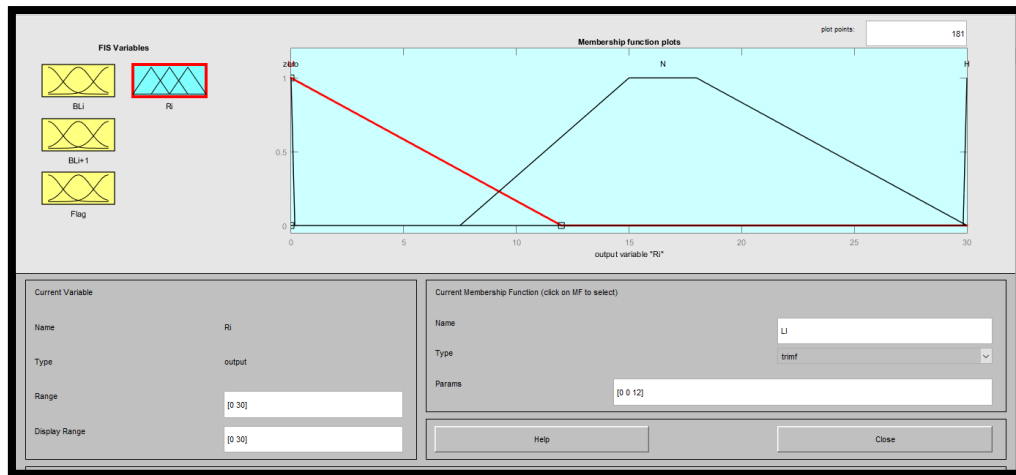 plot points:
181
FIS Variables
Membership function plots
BLi
Ri
BLi+1
Flag
N
H
1
0.5
0
0
5
10
15
20
25
30
output variable "Ri"
Current Variable
Name
Ri
Type
output
Range
[0 30]
Display Range
[0 30]
Current Membership Function (click on MF to select)
Name
LI
Type
trimf
Params
[0 0 12]
Help
Close